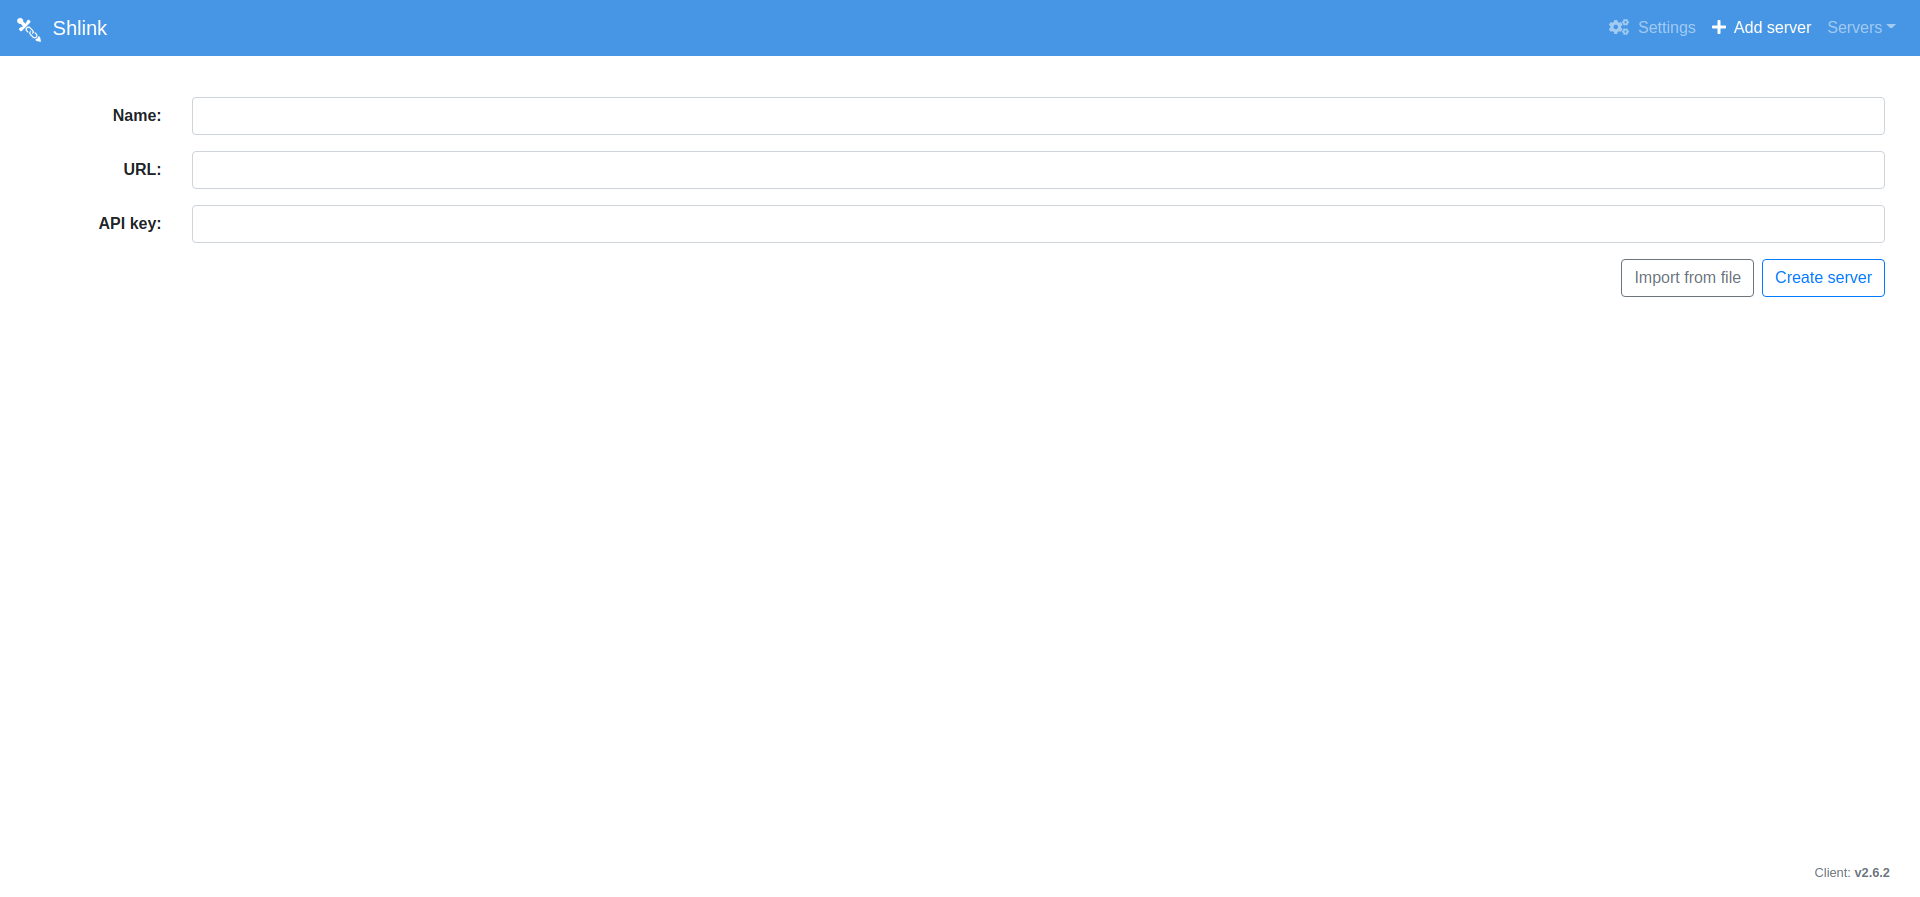 Shlink
Settings
Add server
Servers
Name:
URL:
API key:
Import from file
Create server
Client: v2.6.2